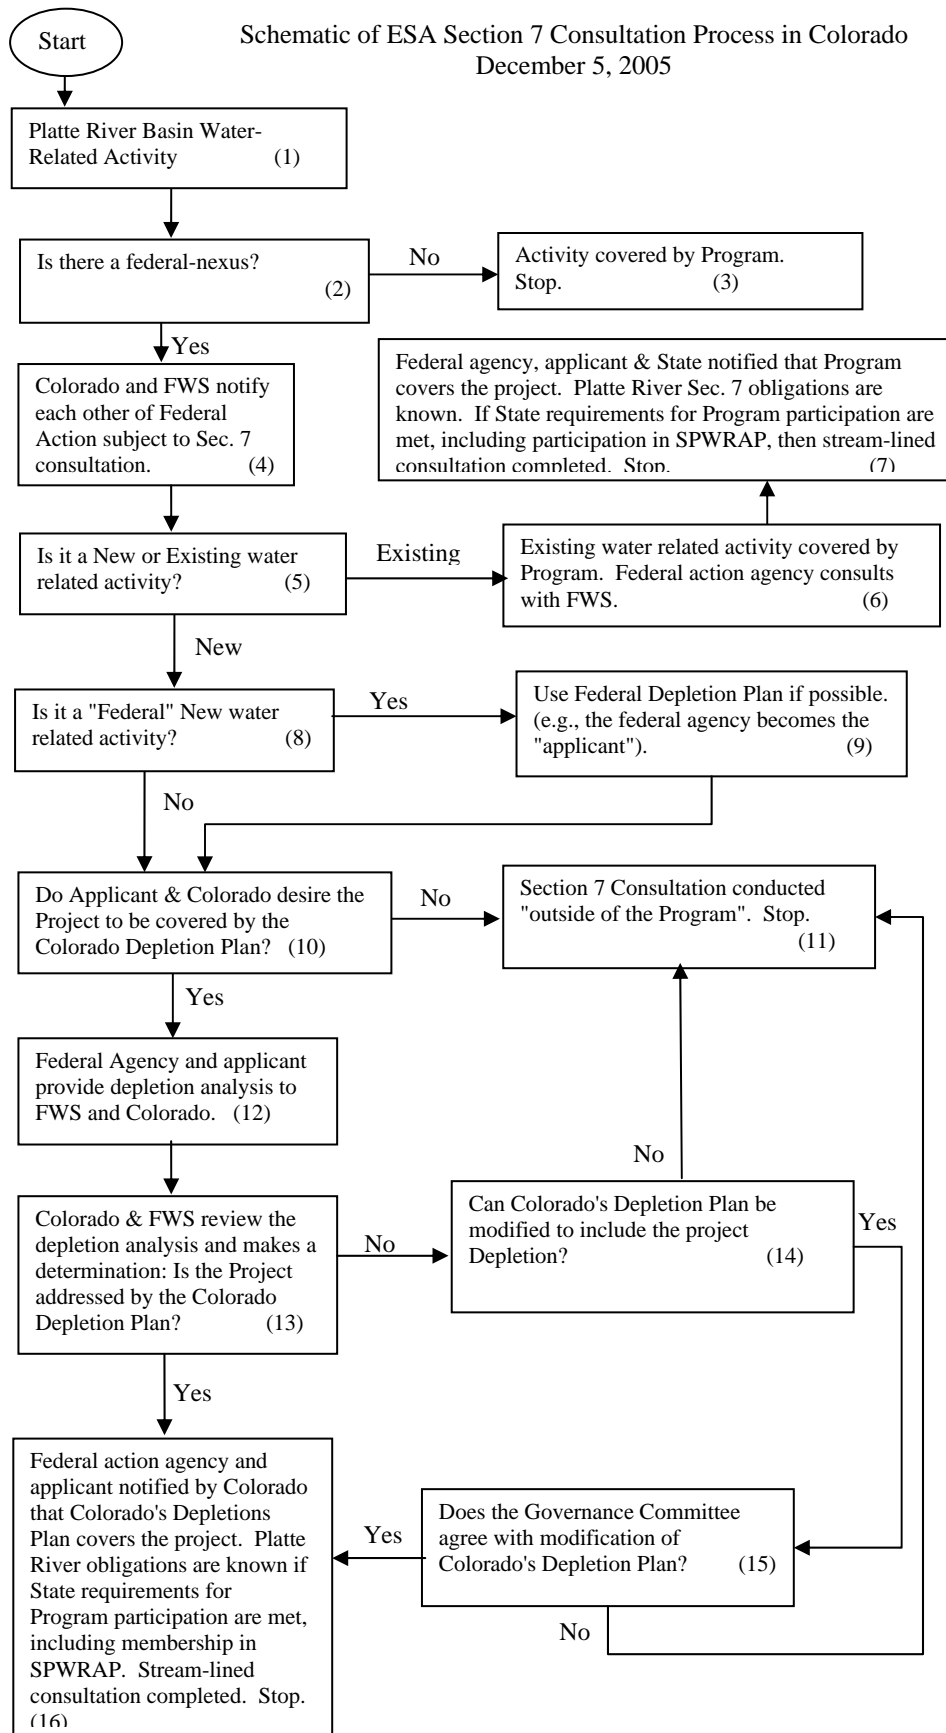 Start
Schematic of ESA Section 7 Consultation Process in Colorado
December 5, 2005
Platte River Basin Water-
Related Activity (1)
Is there a federal-nexus?
(2)
No
Activity covered by Program.
Stop. (3)
Yes
Colorado and FWS notify
each other of Federal
Action subject to Sec. 7
consultation. (4)
Federal agency, applicant & State notified that Program
covers the project. Platte River Sec. 7 obligations are
known. If State requirements for Program participation are
met, including participation in SPWRAP, then stream-lined
consultation completed. Stop. (7)
Is it a New or Existing water
related activity? (5)
Existing
Existing water related activity covered by
Program. Federal action agency consults
with FWS. (6)
New
Is it a "Federal" New water
related activity? (8)
Yes
Use Federal Depletion Plan if possible.
(e.g., the federal agency becomes the
"applicant"). (9)
No
Do Applicant & Colorado desire the
Project to be covered by the
Colorado Depletion Plan? (10)
No
Section 7 Consultation conducted
"outside of the Program". Stop.
(11)
Yes
Federal Agency and applicant
provide depletion analysis to
FWS and Colorado. (12)
No
Colorado & FWS review the
depletion analysis and makes a
determination: Is the Project
addressed by the Colorado
Depletion Plan? (13)
No
Can Colorado's Depletion Plan be
modified to include the project
Depletion? (14)
Yes
Yes
Federal action agency and
applicant notified by Colorado
that Colorado's Depletions
Plan covers the project. Platte
River obligations are known if
State requirements for
Program participation are met,
including membership in
SPWRAP. Stream-lined
consultation completed. Stop.
(16)
Yes
Does the Governance Committee
agree with modification of
Colorado's Depletion Plan? (15)
No